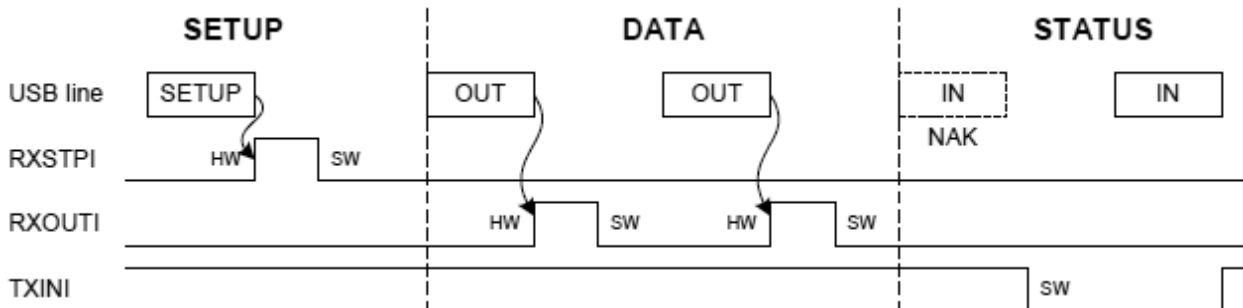 SETUP DATA STATUS
USB line SETUP OUT OUT IN IN
NAK
RXSTPI HW SW
RXOUTI HW SW HW SW
TXINI SW